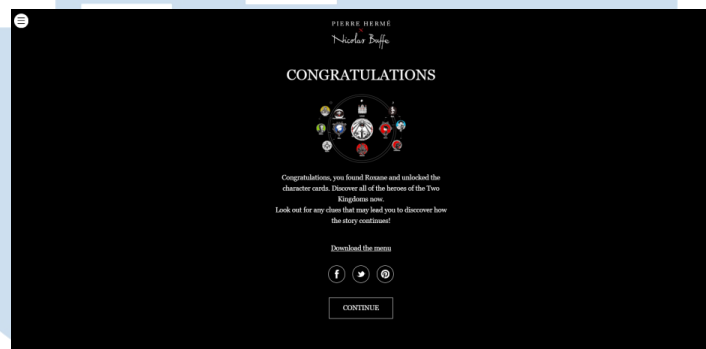 PIERRE HERMÉ
Nicolas Buffe
CONGRATULATIONS
Congratulations, you found Roxane and unlocked the
character cards. Discover all of the heroes of the Two
Kingdoms now.
Look out for any clues that may lead you to disccover how
the story continues!
Download the menu
CONTINUE